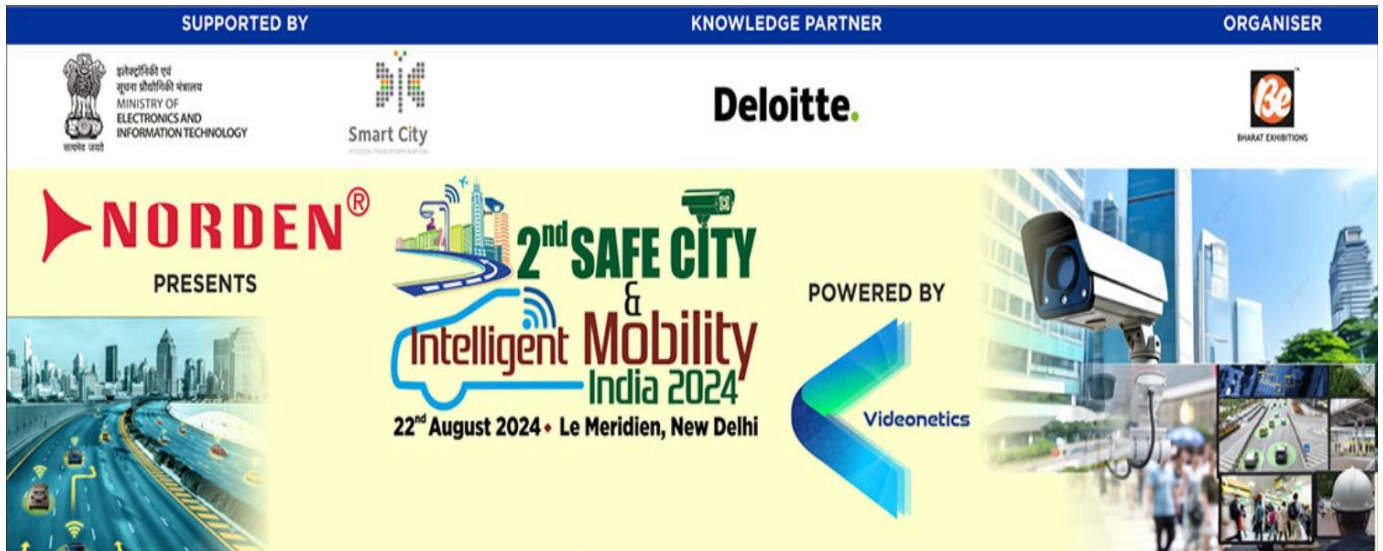 SUPPORTED BY
KNOWLEDGE PARTNER
ORGANISER
इलेक्ट्रॉनिकी एवं
सूचना प्रौद्योगिकी मंत्रालय
MINISTRY OF
ELECTRONICS AND
INFORMATION TECHNOLOGY
सत्यमेव जयते
Smart City
Deloitte.
Be
BHARAT EXHIBITIONS
NORDEN®
PRESENTS
2nd SAFE CITY
&
Intelligent Mobility
India 2024
22nd August 2024 • Le Meridien, New Delhi
POWERED BY
Videonetics